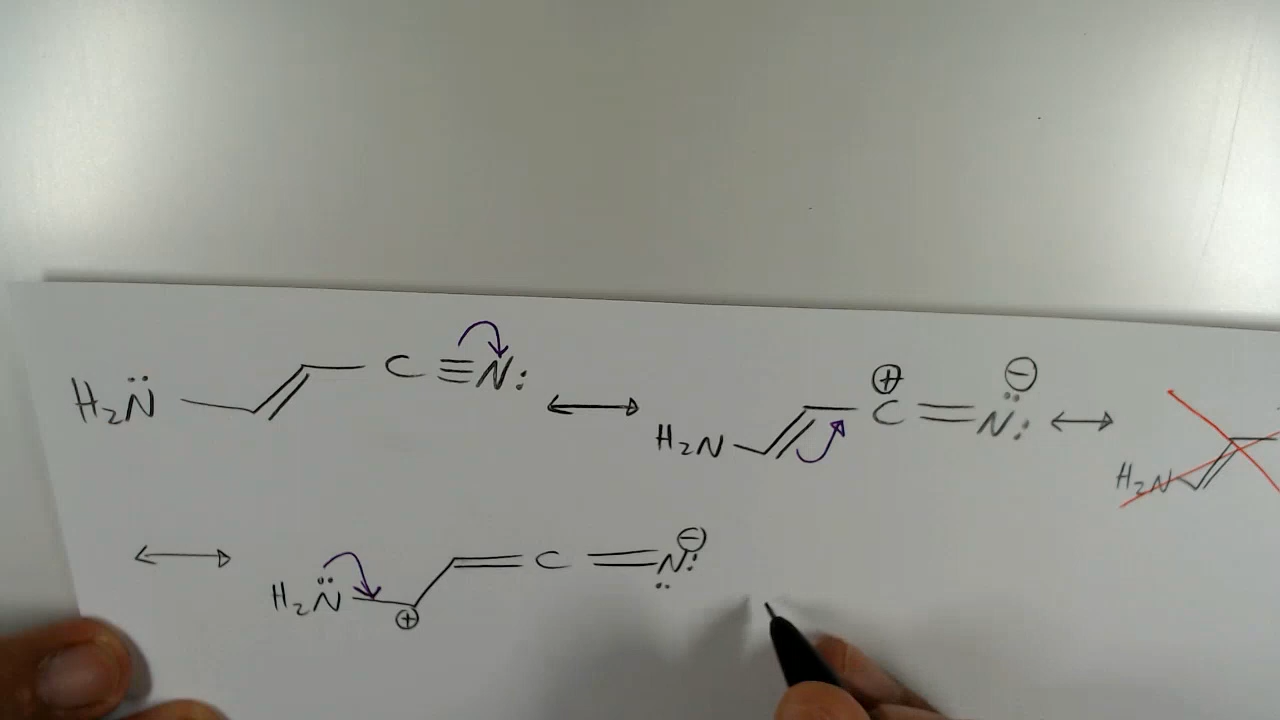 H₂N̈ C ≡ N: ↔ H₂N ⊕ C = N̈: ⊖ ↔ H₂N
↔ H₂N̈ ⊕ = C = N̈: ⊖